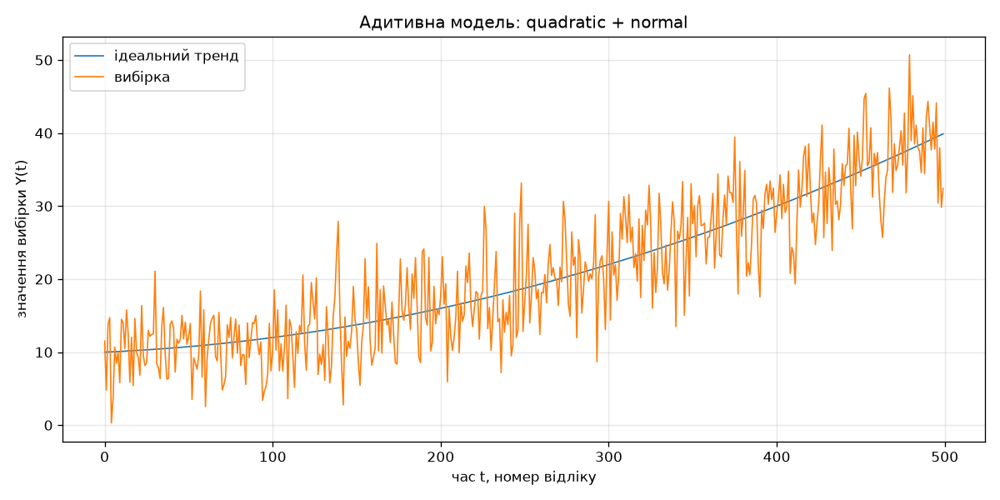 Адитивна модель: quadratic + normal
ідеальний тренд
вибірка
значення вибірки Y(t)
50
40
30
20
10
0
0 100 200 300 400 500
час t, номер відліку